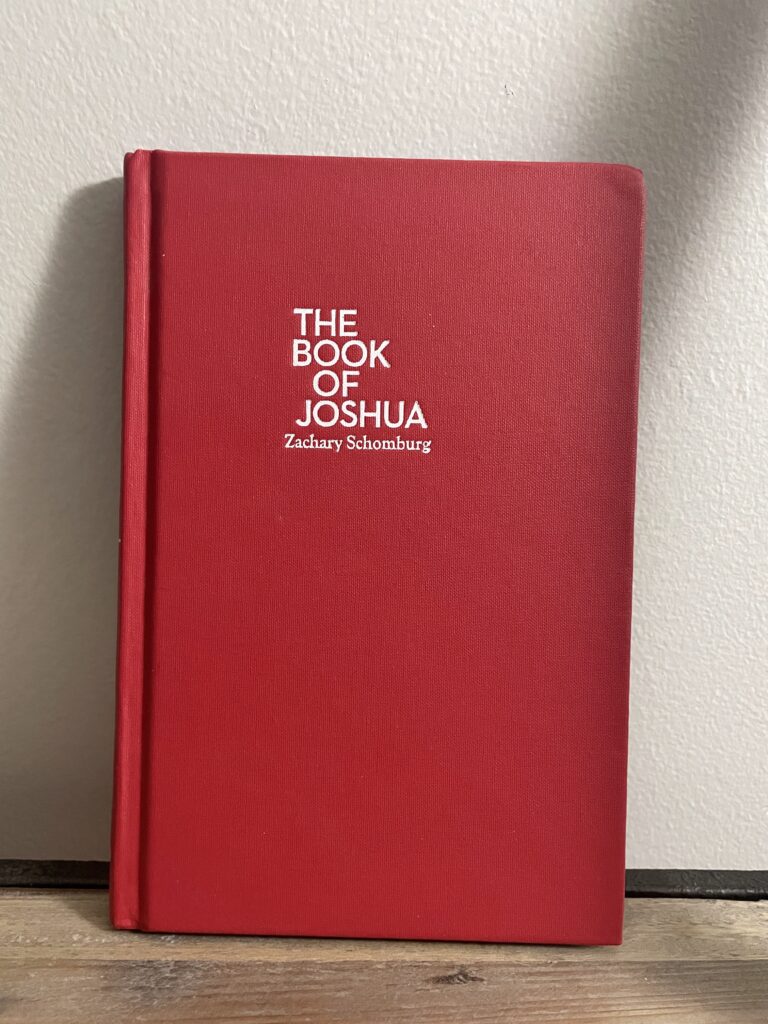 THE
BOOK
OF
JOSHUA
Zachary Schomburg